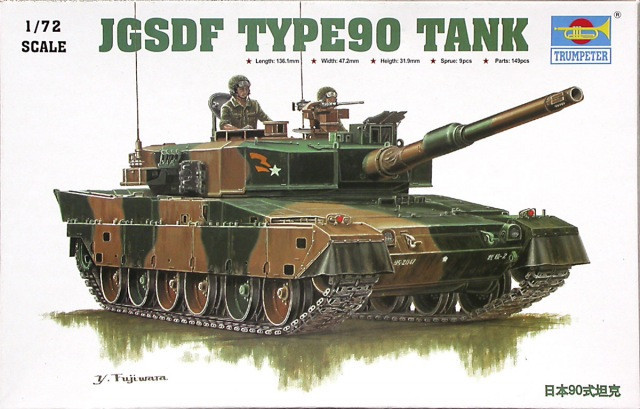 1/72
SCALE
JGSDF TYPE90 TANK
★ Length: 136.1mm ★ Width: 47.2mm ★ Heigth: 31.9mm ★ Sprue: 9pcs ★ Parts: 149pcs
TRUMPETER
®
Y. Fujiwara
日本90式坦克